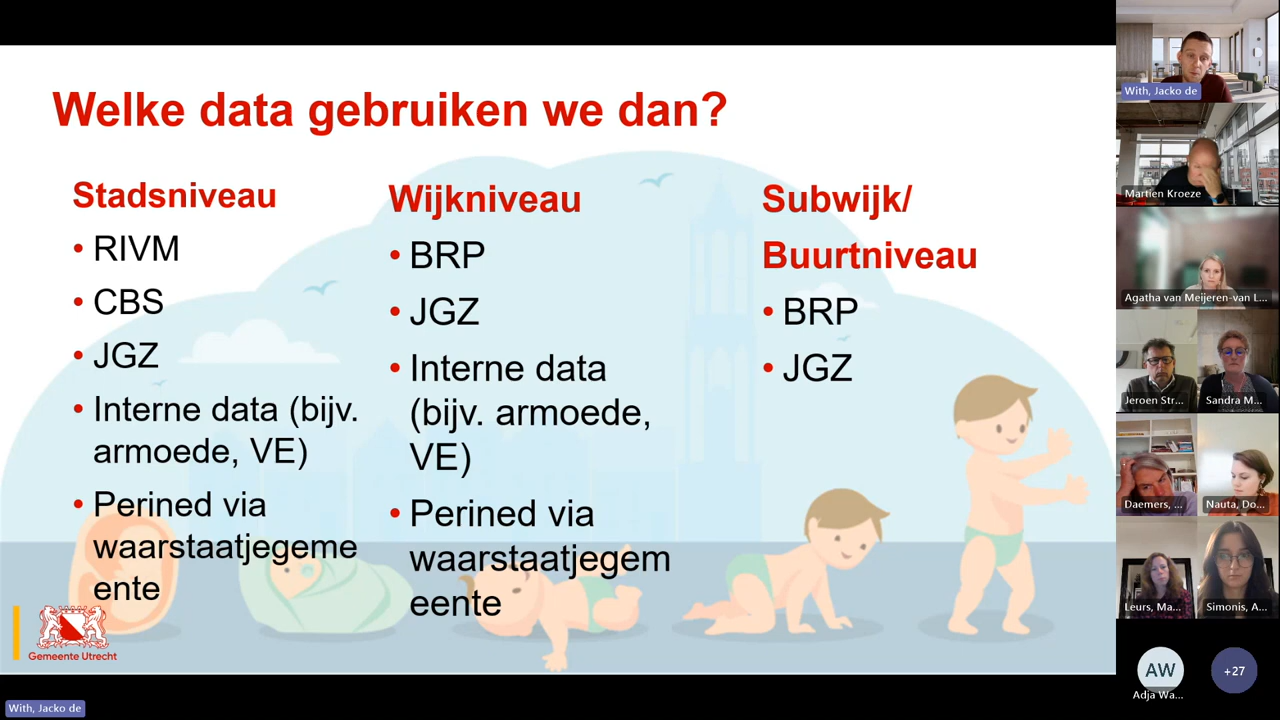 Welke data gebruiken we dan?
Stadsniveau
• RIVM
• CBS
• JGZ
• Interne data (bijv.
armoede, VE)
• Perined via
waarstaatjegeme
ente
Wijkniveau
• BRP
• JGZ
• Interne data
(bijv. armoede,
VE)
• Perined via
waarstaatjegem
eente
Subwijk/
Buurtniveau
• BRP
• JGZ
Gemeente Utrecht
With, Jacko de
With, Jacko de
Martien Kroeze
Agatha van Meijeren-van L...
Jeroen Str...
Sandra M...
Daemers, ...
Nauta, Do...
Leurs, Ma...
Simonis, A...
AW
Adja Wa...
+27